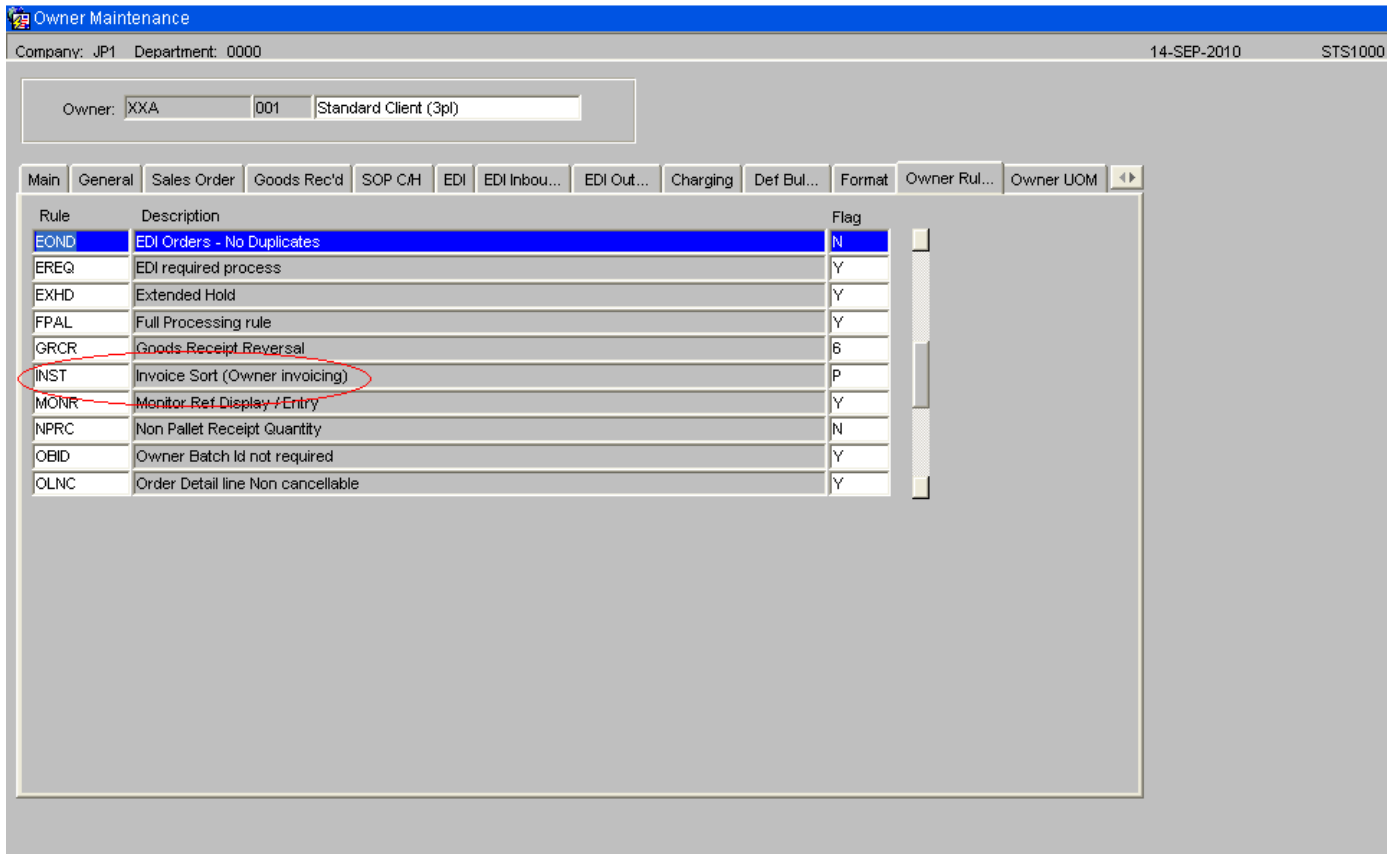 Owner Maintenance
Company: JP1 Department: 0000 14-SEP-2010 STS1000
Owner: XXA 001 Standard Client (3pl)
Main General Sales Order Goods Rec'd SOP C/H EDI EDI Inbou... EDI Out... Charging Def Bul... Format Owner Rul... Owner UOM
Rule Description Flag
EOND EDI Orders - No Duplicates N
EREQ EDI required process Y
EXHD Extended Hold Y
FPAL Full Processing rule Y
GRCR Goods Receipt Reversal 6
INST Invoice Sort (Owner invoicing) P
MONR Monitor Ref Display / Entry Y
NPRC Non Pallet Receipt Quantity N
OBID Owner Batch Id not required Y
OLNC Order Detail line Non cancellable Y